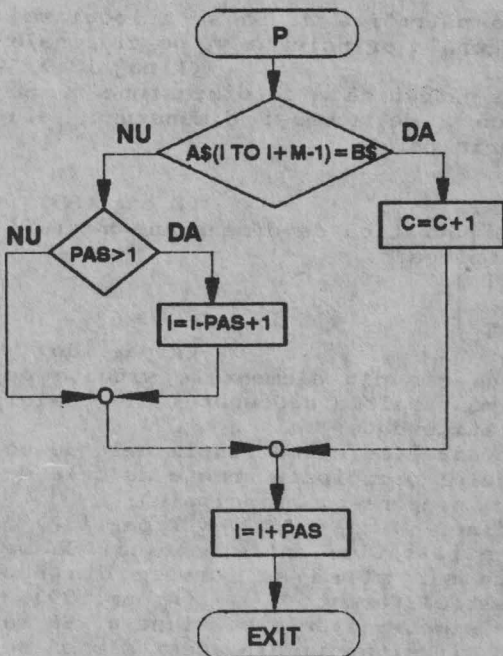 P
NU
A$(I TO I+M-1)=B$
DA
C=C+1
NU
PAS>1
DA
I=I-PAS+1
I=I+PAS
EXIT